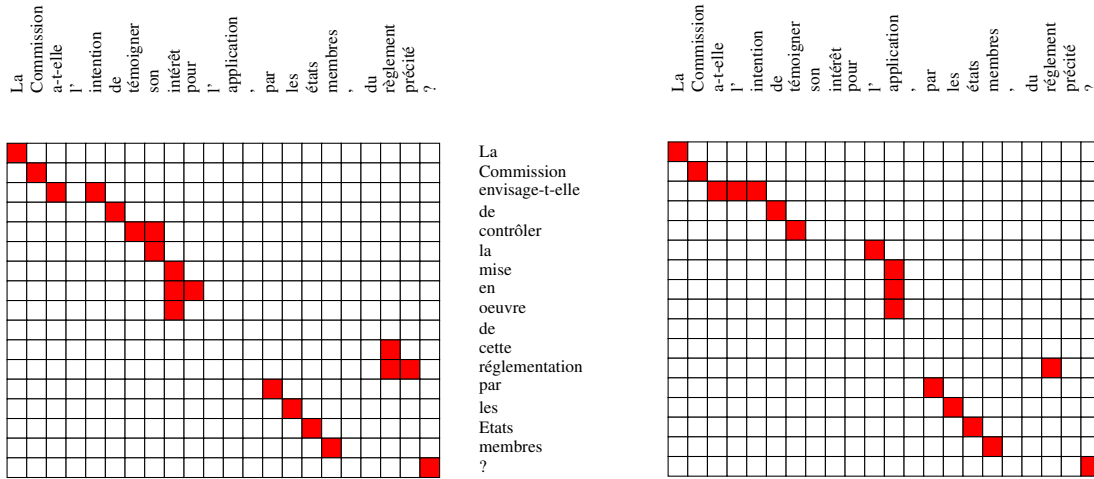 La
Commission
a-t-elle
l'
intention
de
témoigner
son
intérêt
pour
l'
application
,
par
les
états
membres
,
du
règlement
précité
?
La
Commission
a-t-elle
l'
intention
de
témoigner
son
intérêt
pour
l'
application
,
par
les
états
membres
,
du
réglement
précité
?
La
Commission
envisage-t-elle
de
contrôler
la
mise
en
oeuvre
de
cette
réglementation
par
les
Etats
membres
?